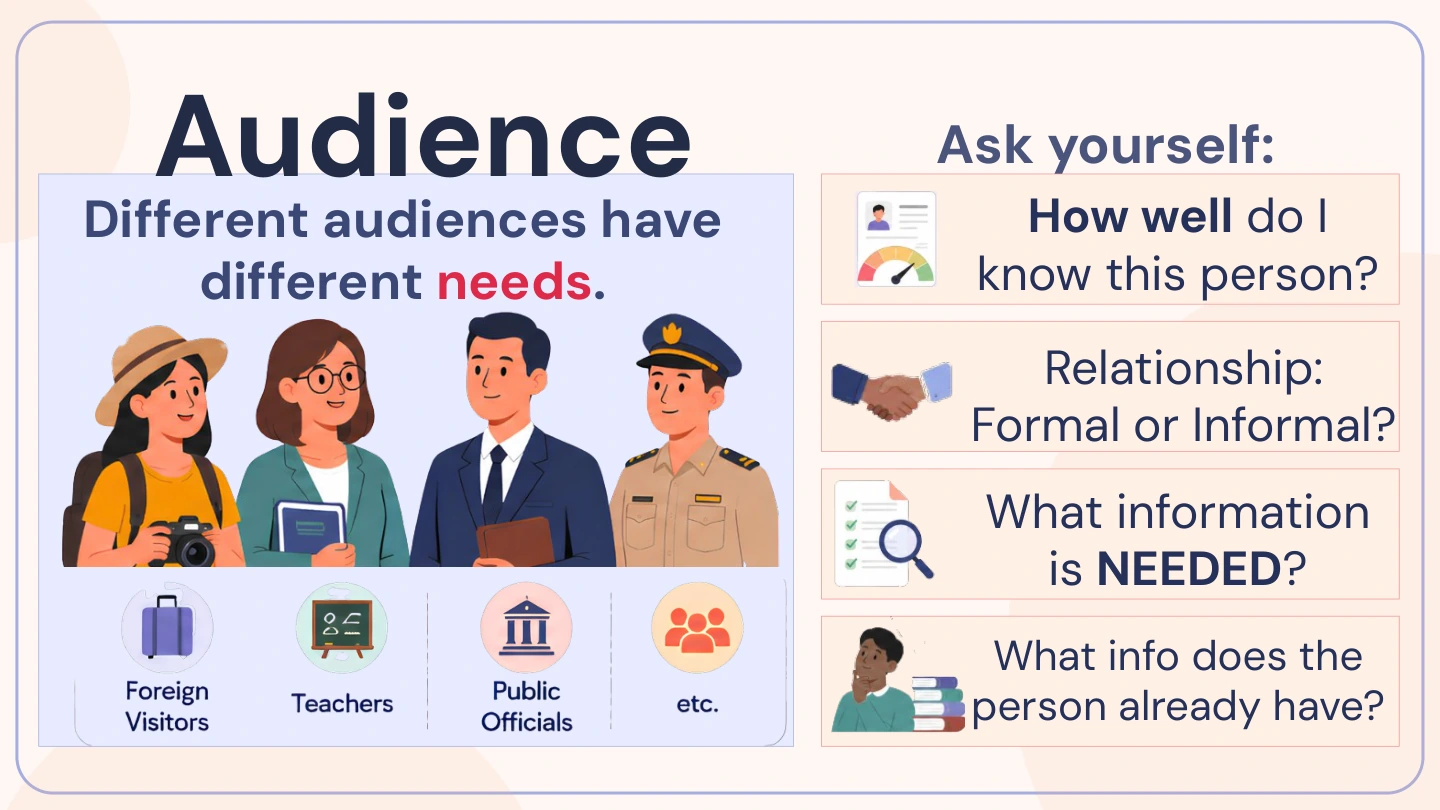 Audience
Different audiences have
different needs.
Foreign
Visitors
Teachers
Public
Officials
etc.
Ask yourself:
How well do I
know this person?
Relationship:
Formal or Informal?
What information
is NEEDED?
What info does the
person already have?